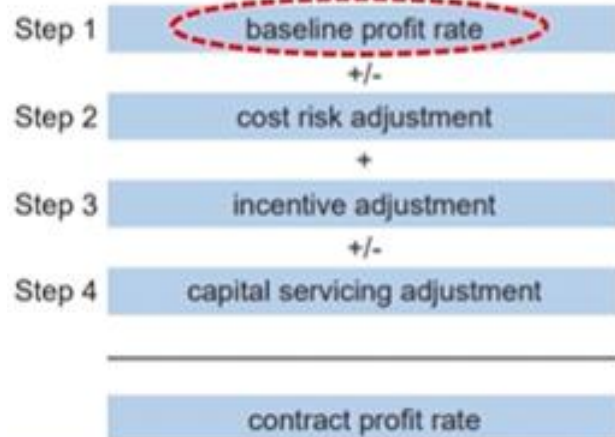 Step 1 baseline profit rate
+/-
Step 2 cost risk adjustment
+
Step 3 incentive adjustment
+/-
Step 4 capital servicing adjustment
contract profit rate